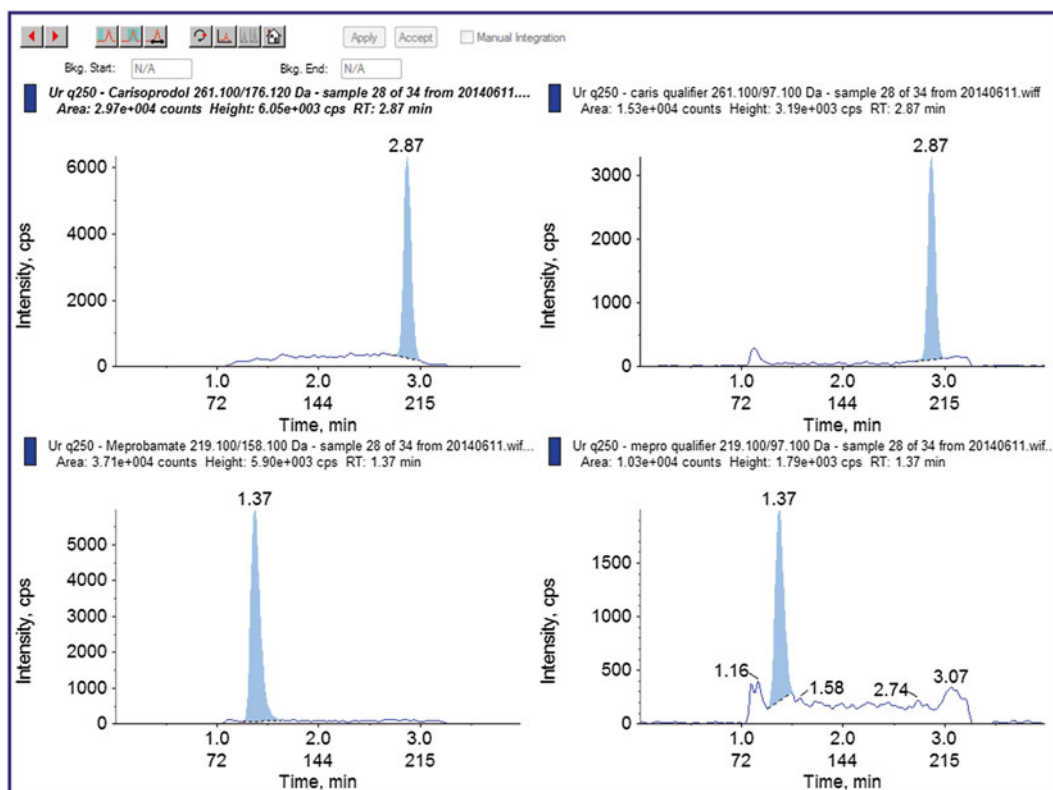 Apply Accept Manual Integration
Bkg. Start: N/A Bkg. End: N/A
Ur q250 - Carisoprodol 261.100/176.120 Da - sample 28 of 34 from 20140611....
Area: 2.97e+004 counts Height: 6.05e+003 cps RT: 2.87 min
2.87
6000
4000
2000
0
Intensity, cps
1.0 2.0 3.0
72 144 215
Time, min
Ur q250 - caris qualifier 261.100/97.100 Da - sample 28 of 34 from 20140611.wiff
Area: 1.53e+004 counts Height: 3.19e+003 cps RT: 2.87 min
2.87
3000
2000
1000
0
Intensity, cps
1.0 2.0 3.0
72 144 215
Time, min
Ur q250 - Meprobamate 219.100/158.100 Da - sample 28 of 34 from 20140611.wif...
Area: 3.71e+004 counts Height: 5.90e+003 cps RT: 1.37 min
1.37
5000
4000
3000
2000
1000
0
Intensity, cps
1.0 2.0 3.0
72 144 215
Time, min
Ur q250 - mepro qualifier 219.100/97.100 Da - sample 28 of 34 from 20140611.wif...
Area: 1.03e+004 counts Height: 1.79e+003 cps RT: 1.37 min
1.37
1500
1000
500
0
1.16
1.58
2.74
3.07
Intensity, cps
1.0 2.0 3.0
72 144 215
Time, min